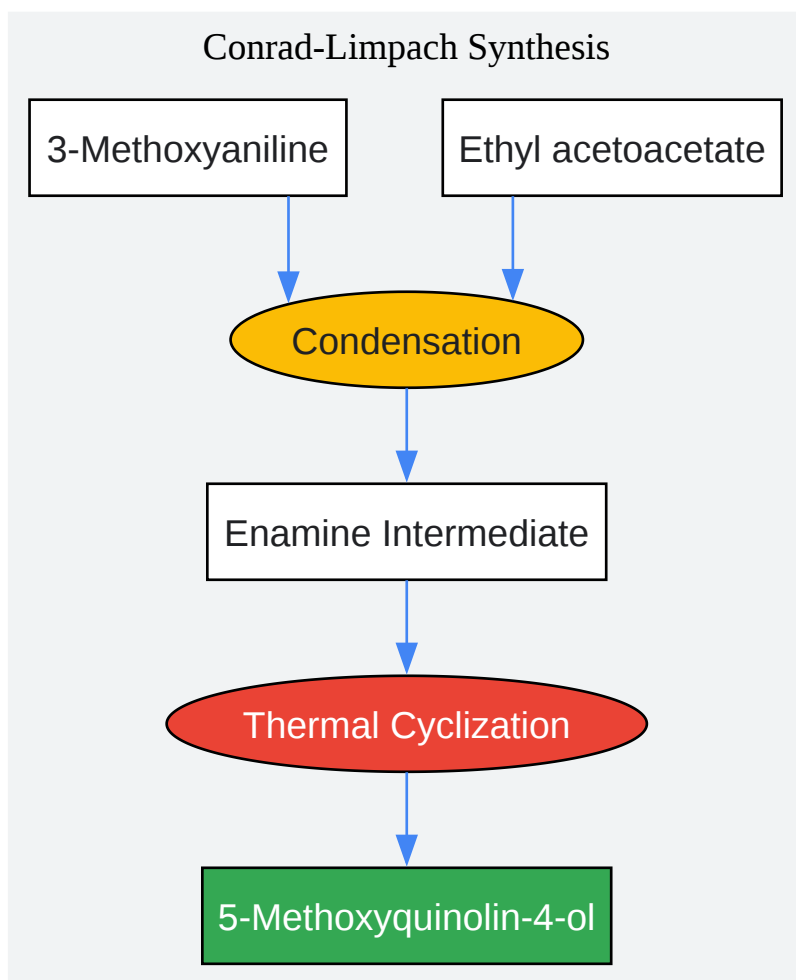 Conrad-Limpach Synthesis
3-Methoxyaniline
Ethyl acetoacetate
Condensation
Enamine Intermediate
Thermal Cyclization
5-Methoxyquinolin-4-ol